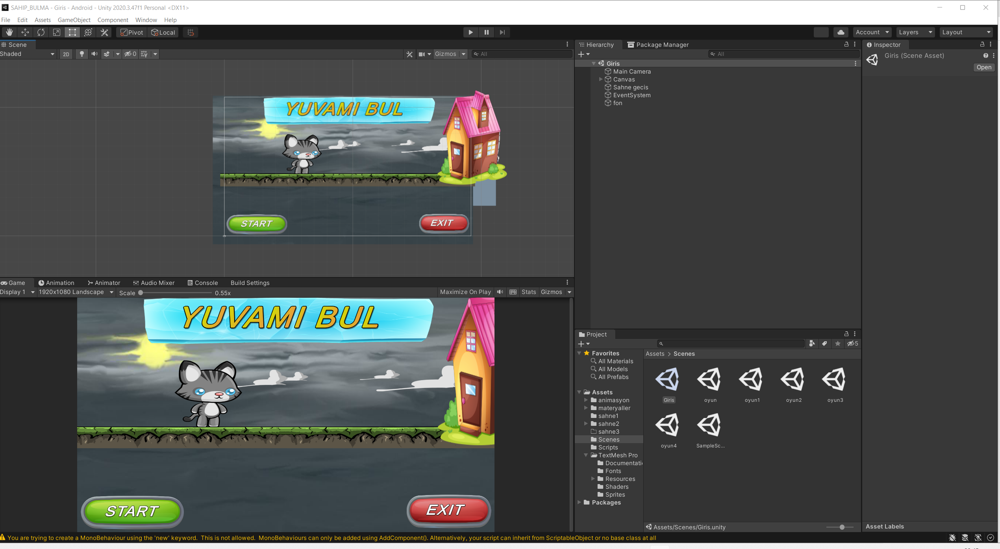 SAHIP_BULMA - Giris - Android - Unity 2020.3.47f1 Personal <DX11>
File Edit Assets GameObject Component Window Help
Pivot Local Account Layers Layout
Scene
Shaded 2D 0 Gizmos All
YUVAMI BUL
START EXIT
Game Animation Animator Audio Mixer Console Build Settings
Display 1 1920x1080 Landscape Scale 0.55x Maximize On Play Stats Gizmos
YUVAMI BUL
START EXIT
Hierarchy Package Manager
All
Giris
Main Camera
Canvas
Sahne gecis
EventSystem
fon
Inspector
Giris (Scene Asset)
Open
Project
5
Favorites
All Materials
All Models
All Prefabs
Assets
animasyon
materyaller
sahne1
sahne2
sahne3
Scenes
Scripts
TextMesh Pro
Documentati
Fonts
Resources
Shaders
Sprites
Packages
Assets > Scenes
Giris oyun oyun1 oyun2 oyun3
oyun4 SampleSc...
Assets/Scenes/Giris.unity
Asset Labels
You are trying to create a MonoBehaviour using the 'new' keyword. This is not allowed. MonoBehaviours can only be added using AddComponent(). Alternatively, your script can inherit from ScriptableObject or no base class at all